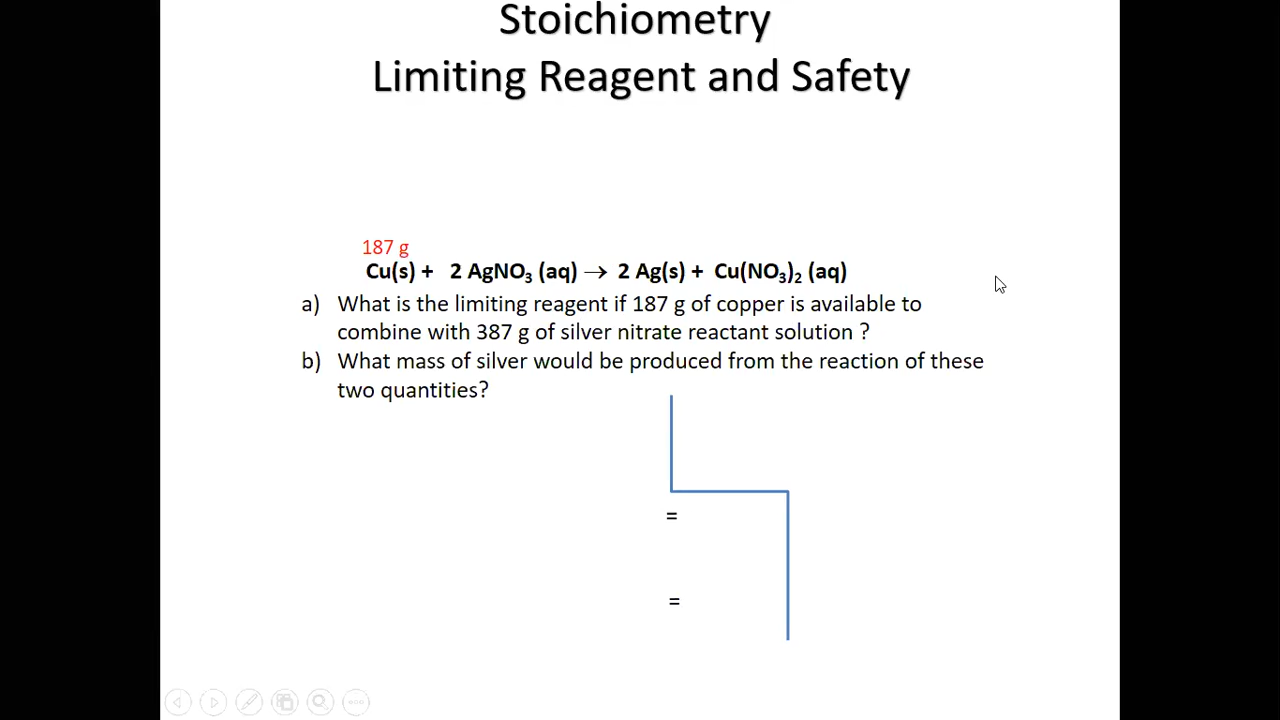 Stoichiometry
Limiting Reagent and Safety
187 g
Cu(s) + 2 AgNO₃ (aq) → 2 Ag(s) + Cu(NO₃)₂ (aq)
a) What is the limiting reagent if 187 g of copper is available to
combine with 387 g of silver nitrate reactant solution ?
b) What mass of silver would be produced from the reaction of these
two quantities?
=
=